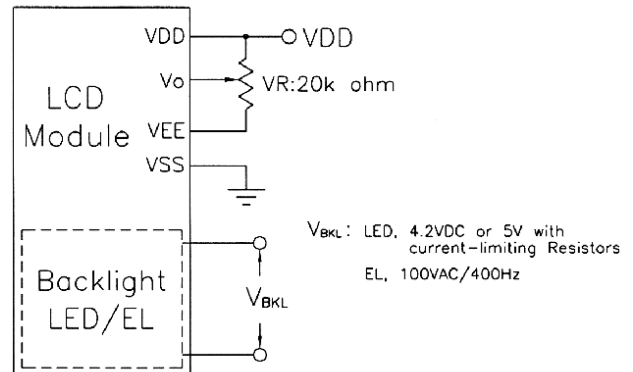 VDD
VDD
Vo
VR:20k ohm
LCD
Module
VEE
VSS
VBKL: LED, 4.2VDC or 5V with
current-limiting Resistors
EL, 100VAC/400Hz
Backlight
LED/EL
VBKL